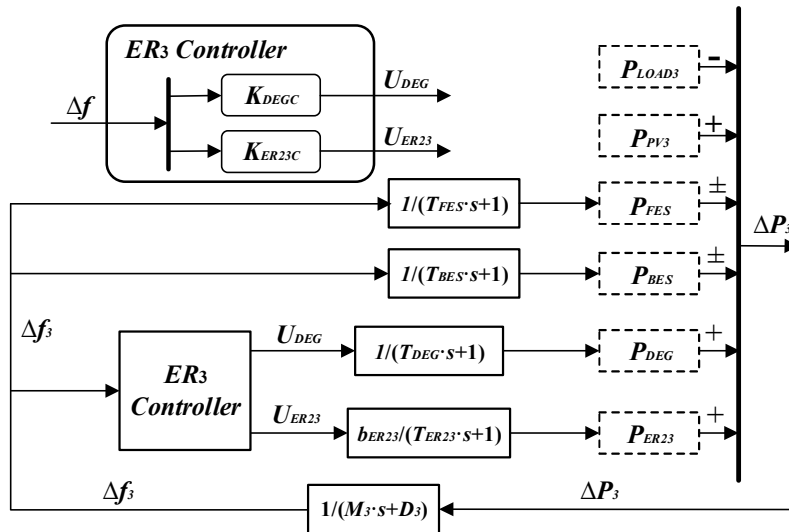 ER3 Controller
Δf
KDEGC
UDEG
KER23C
UER23
PLOAD3
-
PPV3
+
1/(TFES·s+1)
PFES
±
ΔP3
1/(TBES·s+1)
PBES
±
Δf3
ER3
Controller
UDEG
1/(TDEG·s+1)
PDEG
+
UER23
bER23/(TER23·s+1)
PER23
+
Δf3
1/(M3·s+D3)
ΔP3